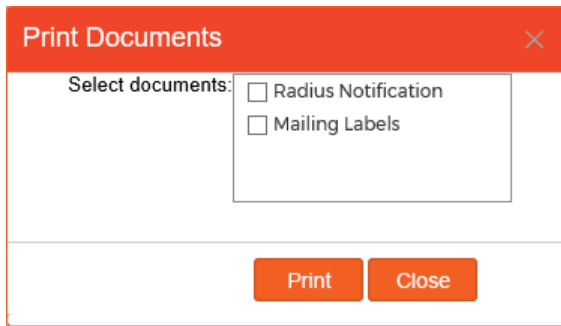 Print Documents
Select documents:
Radius Notification
Mailing Labels
Print Close